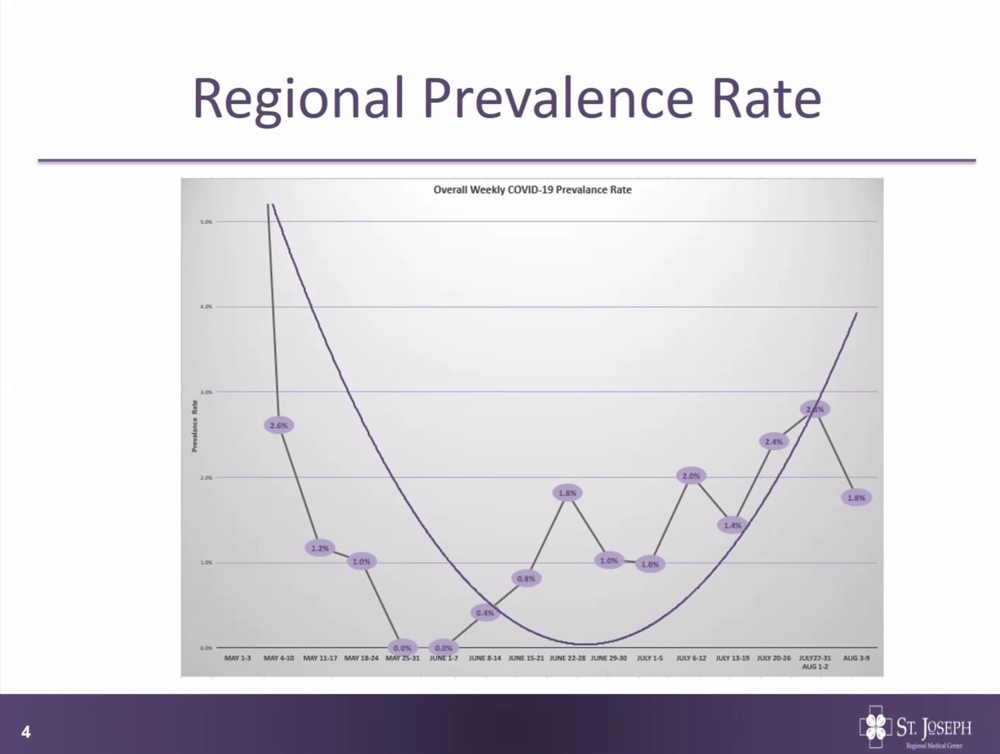 Regional Prevalence Rate
Overall Weekly COVID-19 Prevalance Rate
5.0%
4.0%
3.0%
2.0%
1.0%
0.0%
Prevalance Rate
2.6%
1.2%
1.0%
0.0%
0.0%
0.4%
0.8%
1.8%
1.0%
1.0%
2.0%
1.4%
2.4%
2.8%
1.8%
MAY 1-3
MAY 4-10
MAY 11-17
MAY 18-24
MAY 25-31
JUNE 1-7
JUNE 8-14
JUNE 15-21
JUNE 22-28
JUNE 29-30
JULY 1-5
JULY 6-12
JULY 13-19
JULY 20-26
JULY27-31
AUG 1-2
AUG 3-9
4
ST. JOSEPH
Regional Medical Center